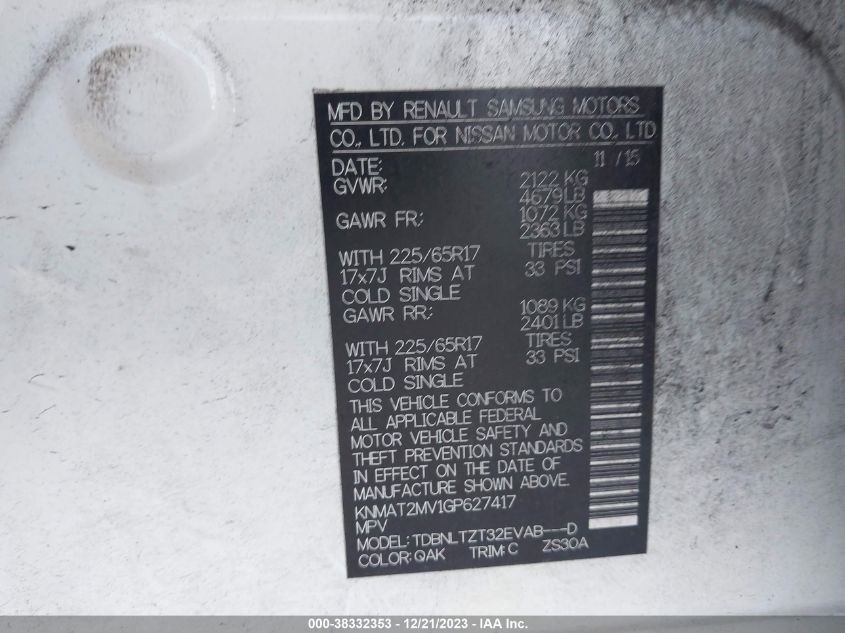 MFD BY RENAULT SAMSUNG MOTORS
CO., LTD. FOR NISSAN MOTOR CO., LTD
DATE: 11 / 15
GVWR: 2122 KG
4679 LB
GAWR FR: 1072 KG
2363 LB
WITH 225/65R17 TIRES
17x7J RIMS AT 33 PSI
COLD SINGLE
GAWR RR: 1089 KG
2401 LB
WITH 225/65R17 TIRES
17x7J RIMS AT 33 PSI
COLD SINGLE
THIS VEHICLE CONFORMS TO
ALL APPLICABLE FEDERAL
MOTOR VEHICLE SAFETY AND
THEFT PREVENTION STANDARDS
IN EFFECT ON THE DATE OF
MANUFACTURE SHOWN ABOVE.
KNMAT2MV1GP627417
MPV
MODEL: TDBNLTZT32EVAB---D
COLOR: QAK TRIM: C ZS30A
000-38332353 - 12/21/2023 - IAA Inc.